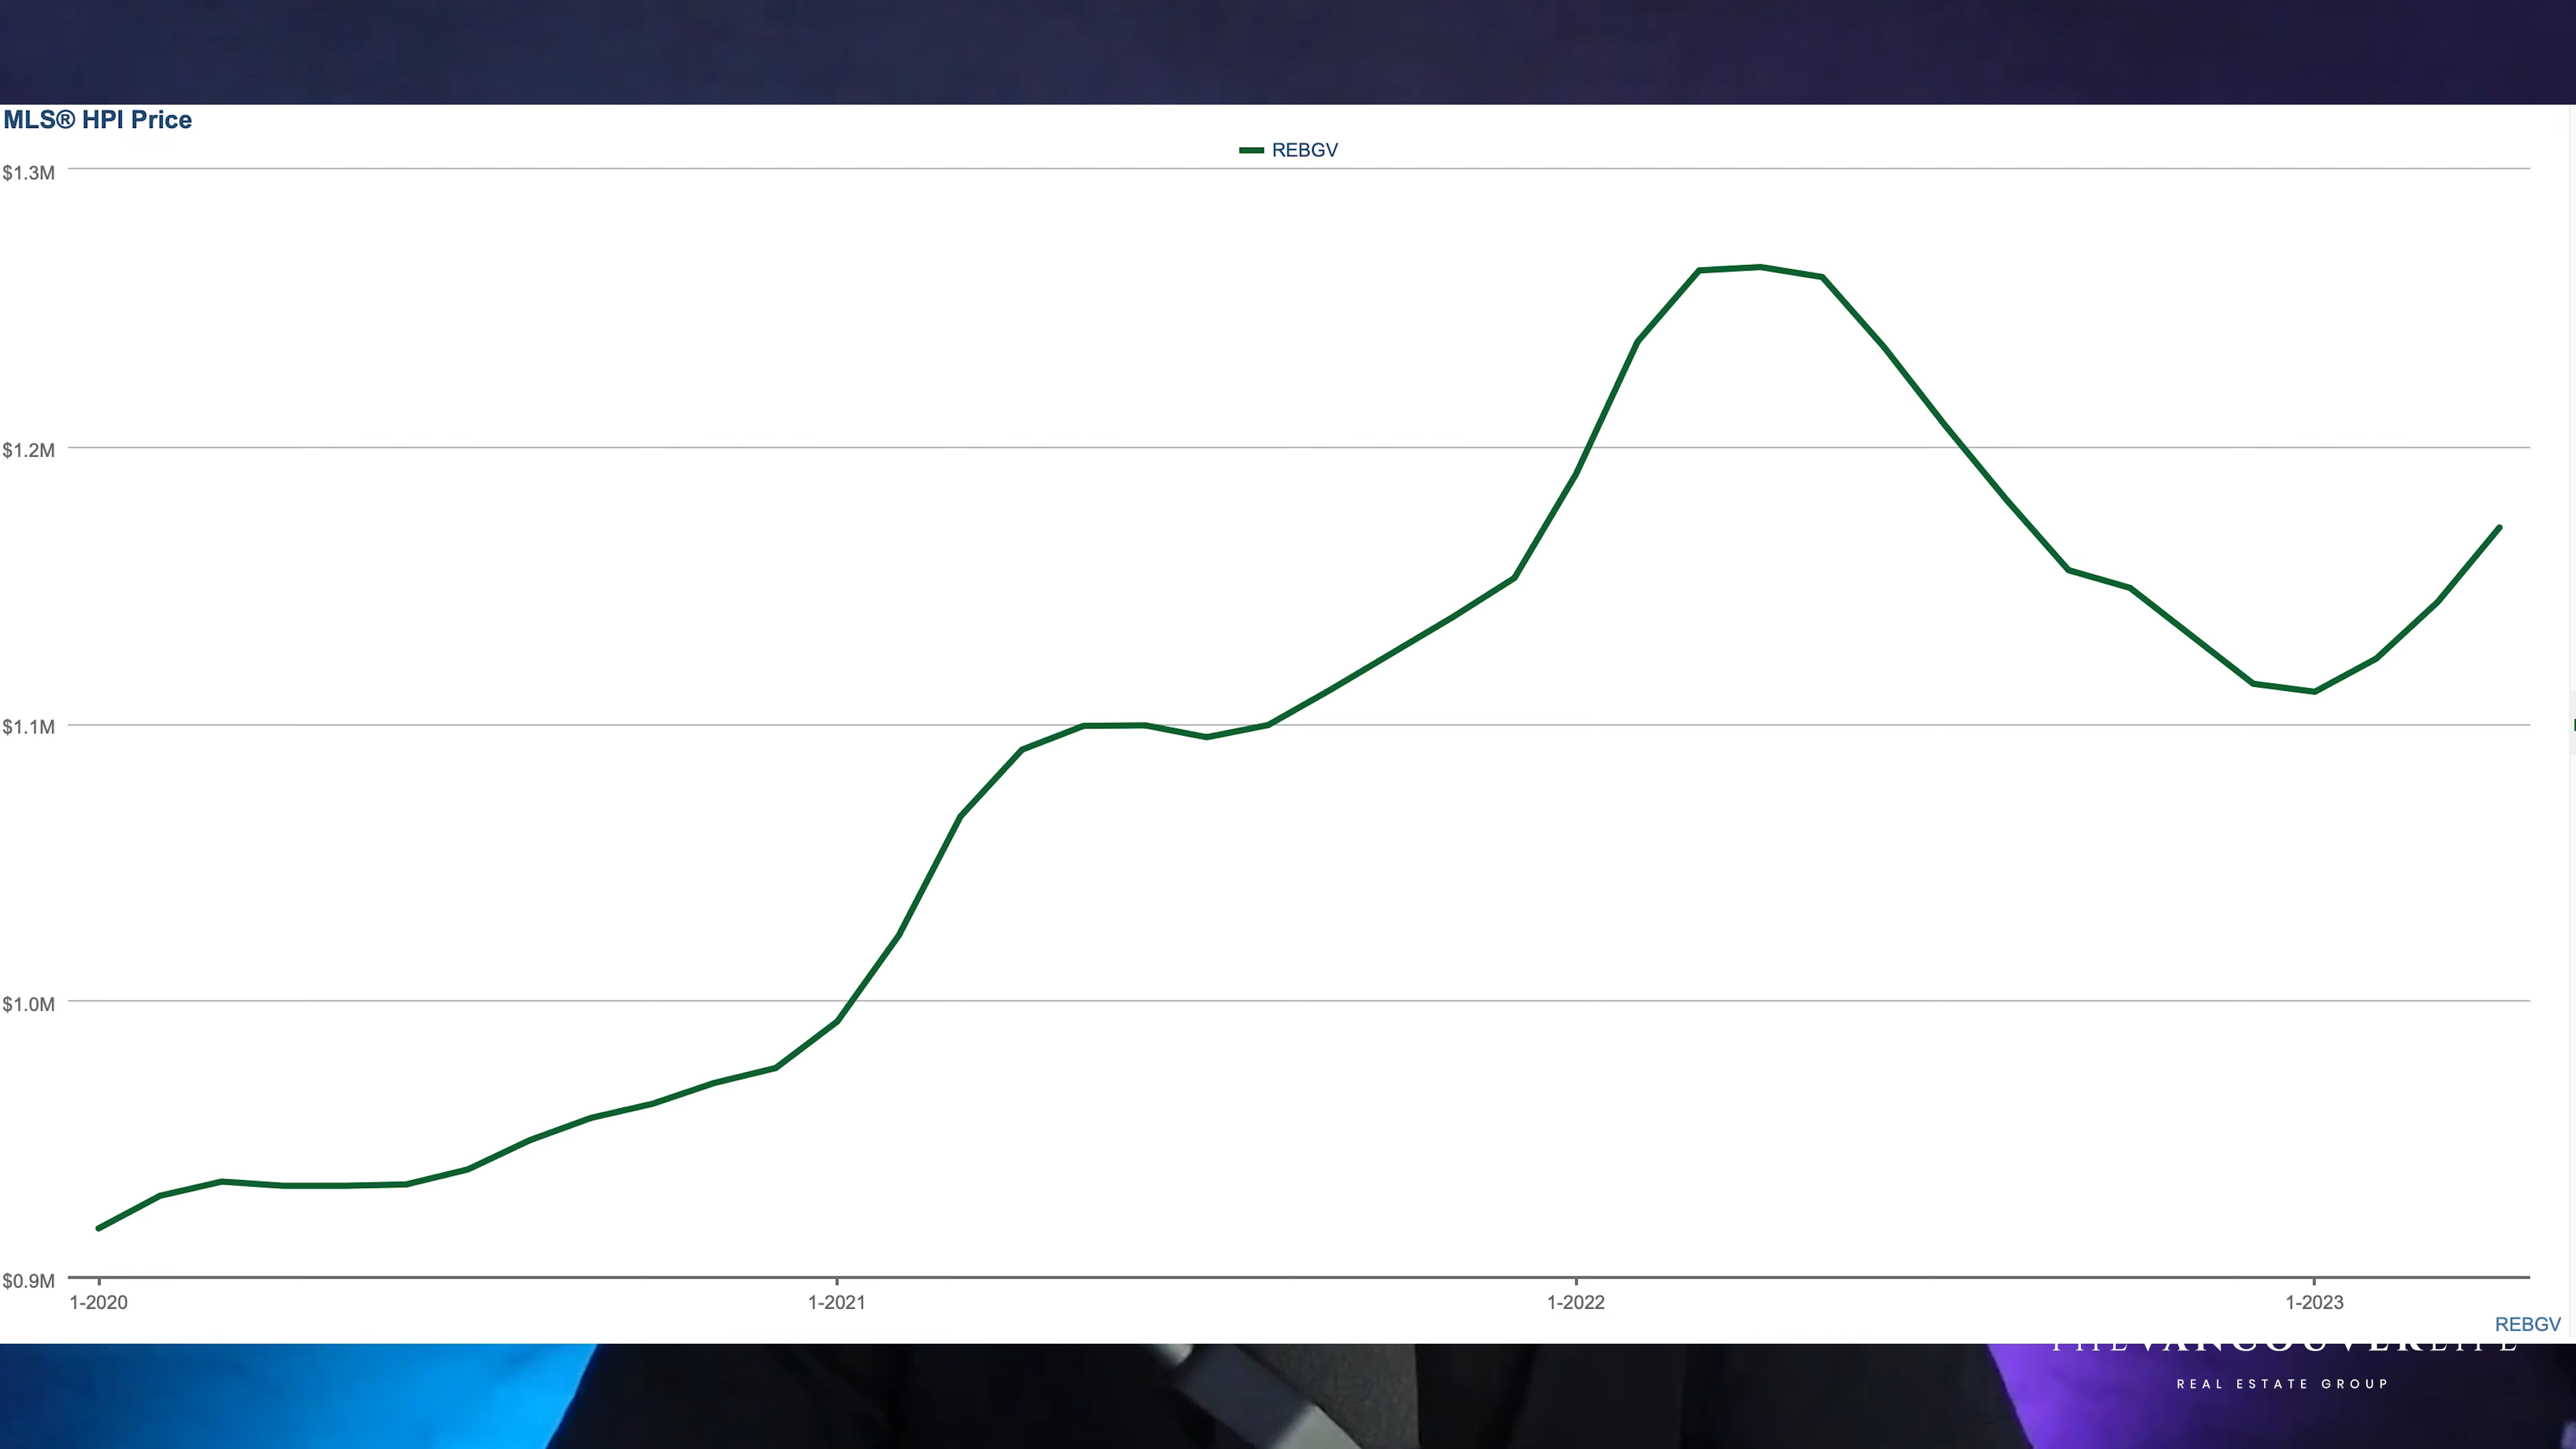 MLS® HPI Price
REBGV
$1.3M
$1.2M
$1.1M
$1.0M
$0.9M
1-2020 1-2021 1-2022 1-2023
REBGV
THEVANCOUVERLIFE
REAL ESTATE GROUP